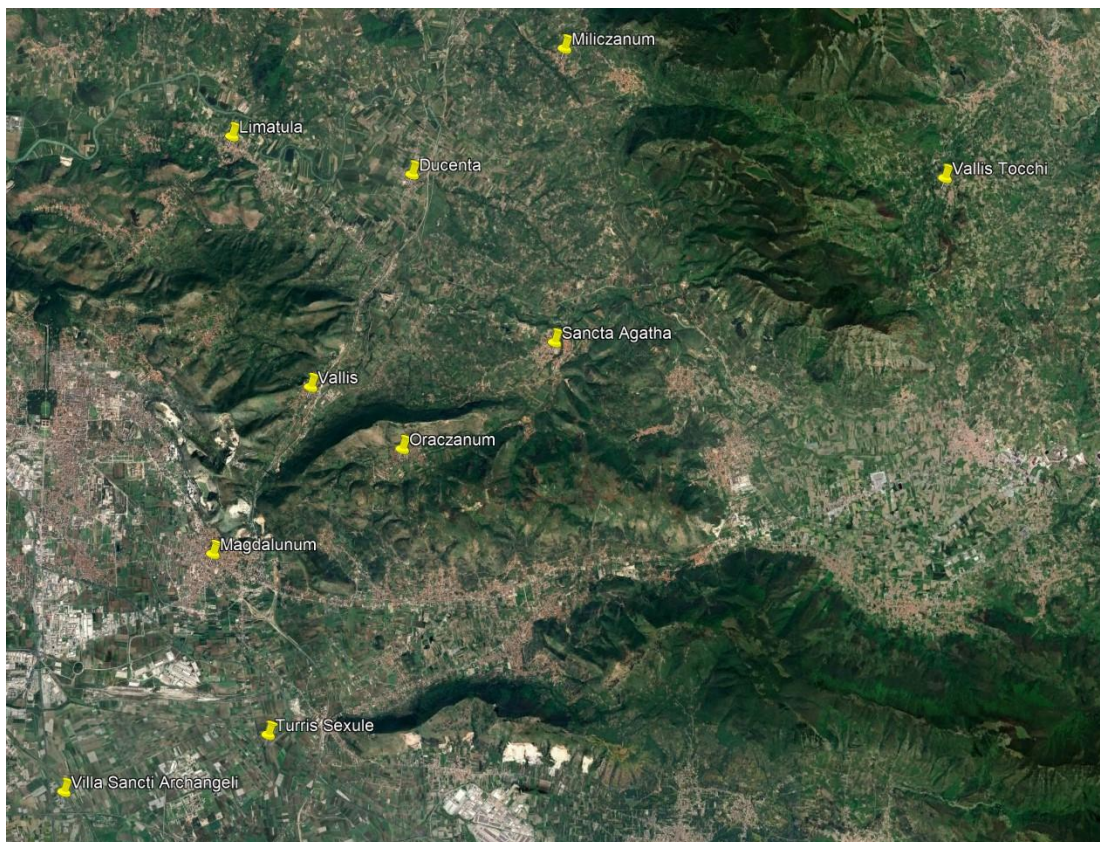 Miliczanum
Limatula
Ducenta
Vallis Tocchi
Sancta Agatha
Vallis
Oraczanum
Magdalunum
Turris Sexule
Villa Sancti Archangeli